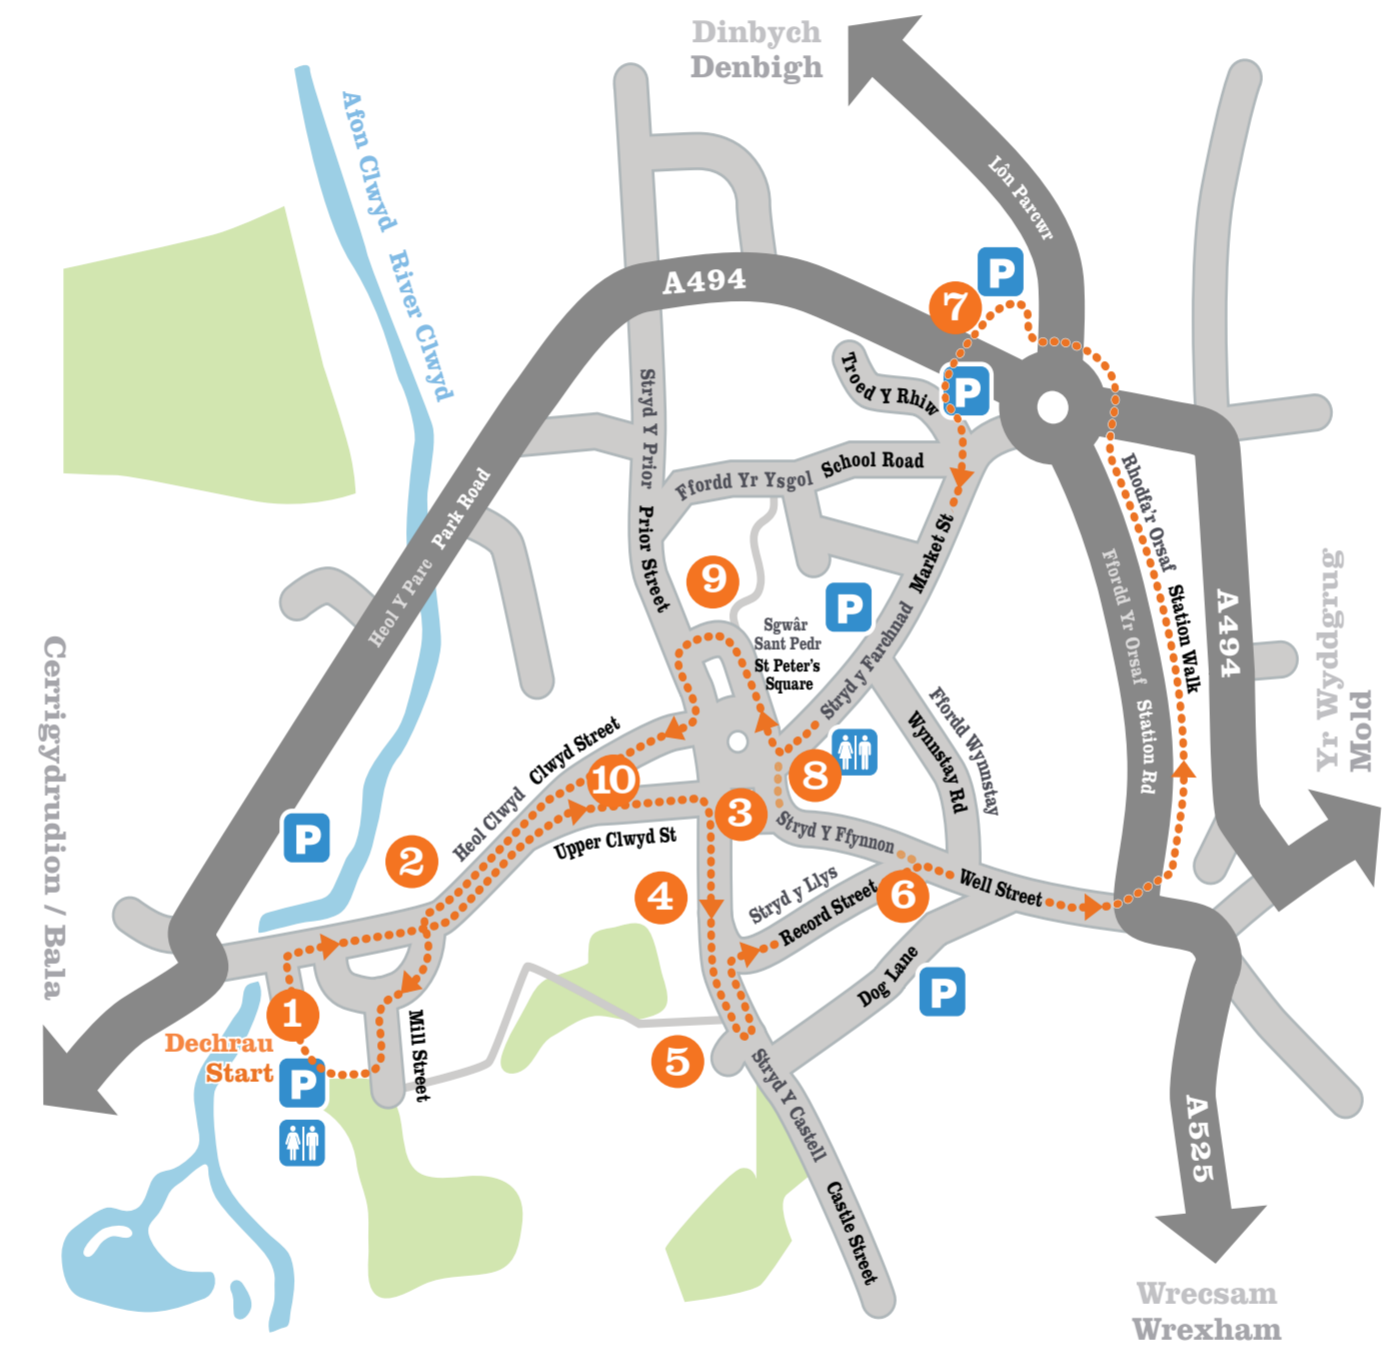 Dinbych
Denbigh
Lôn Parcwr
Afon Clwyd River Clwyd
A494
P
7
P
Troed Y Rhiw
Stryd Y Prior Prior Street
Ffordd Yr Ysgol School Road
Heol Y Parc Park Road
Rhodfa'r Orsaf Station Walk
Ffordd Yr Orsaf Station Rd
A494
Yr Wyddgrug
Mold
9
P
Sgwâr
Sant Pedr
St Peter's
Square
Stryd y Farchnad Market St
Ffordd Wynnstay
Wynnstay Rd
Cerrigydrudion / Bala
Heol Clwyd Clwyd Street
10
8
3
P
2
Upper Clwyd St
Stryd Y Ffynnon Well Street
4
Stryd y Llys
Record Street
6
Dog Lane
P
1
Dechrau
Start
P
Mill Street
5
Stryd Y Castell Castle Street
A525
Wrecsam
Wrexham